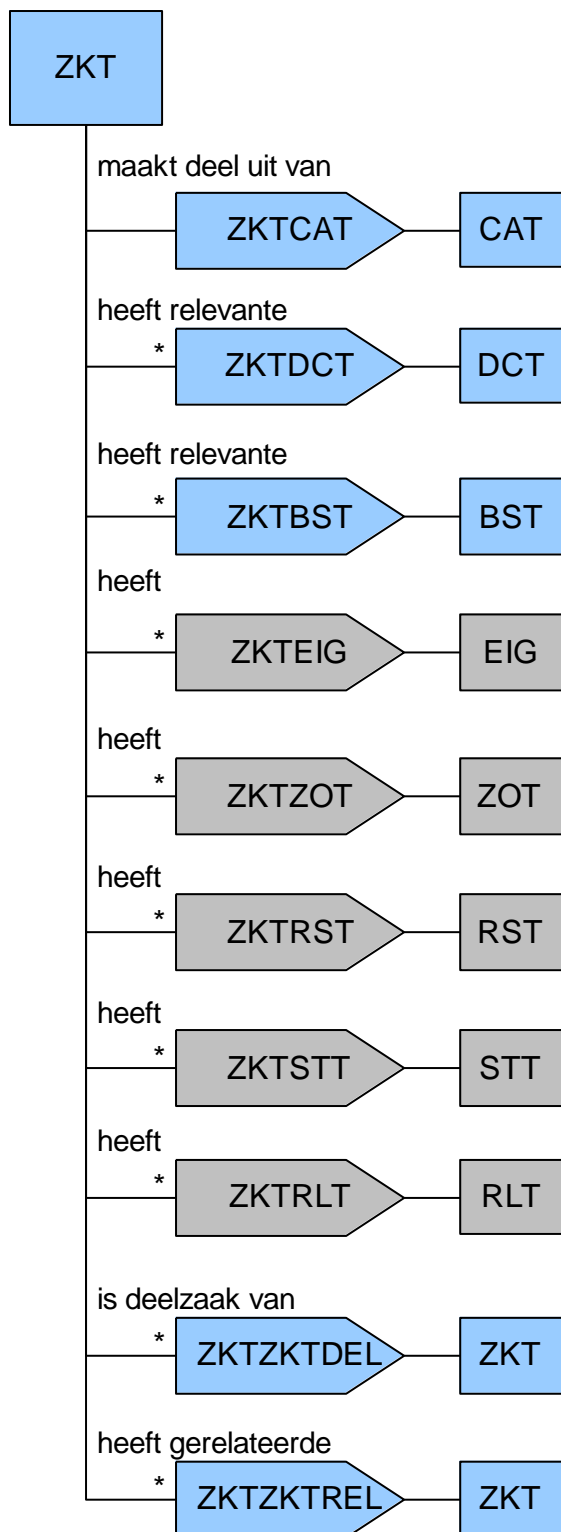 ZKT
maakt deel uit van
ZKTCAT CAT
heeft relevante
* ZKTDCT DCT
heeft relevante
* ZKTBST BST
heeft
* ZKTEIG EIG
heeft
* ZKTZOT ZOT
heeft
* ZKTRST RST
heeft
* ZKTSTT STT
heeft
* ZKTRLT RLT
is deelzaak van
* ZKTZKTDEL ZKT
heeft gerelateerde
* ZKTZKTREL ZKT